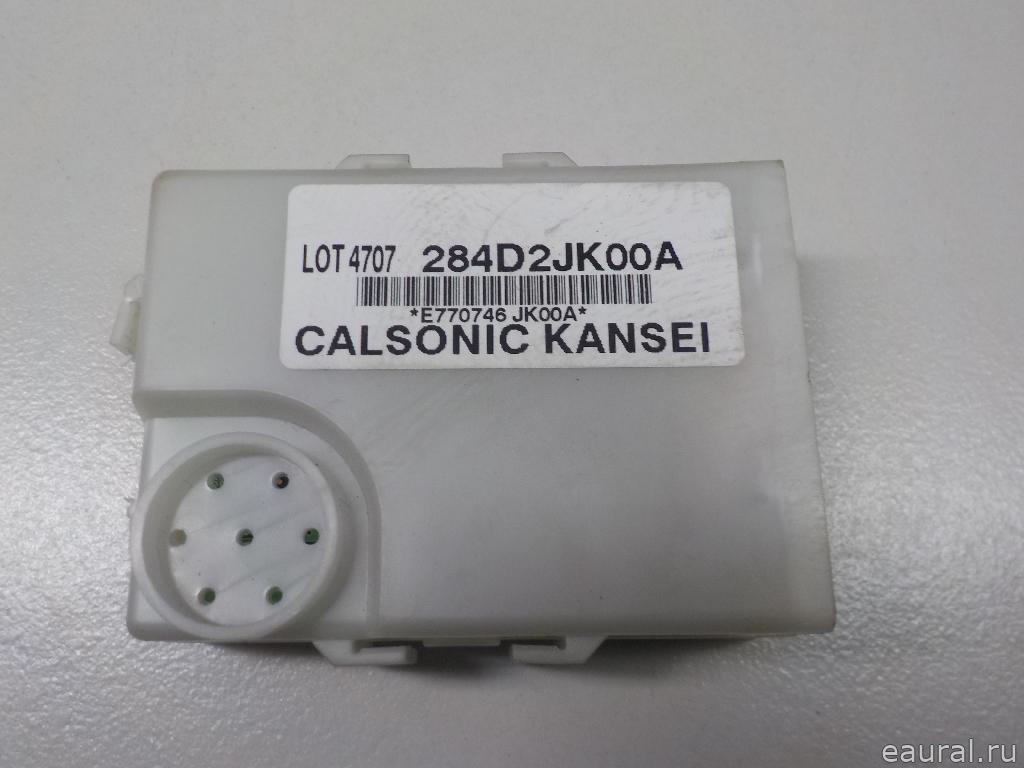 LOT 4707 284D2JK00A
*E770746 JK00A*
CALSONIC KANSEI
eaural.ru